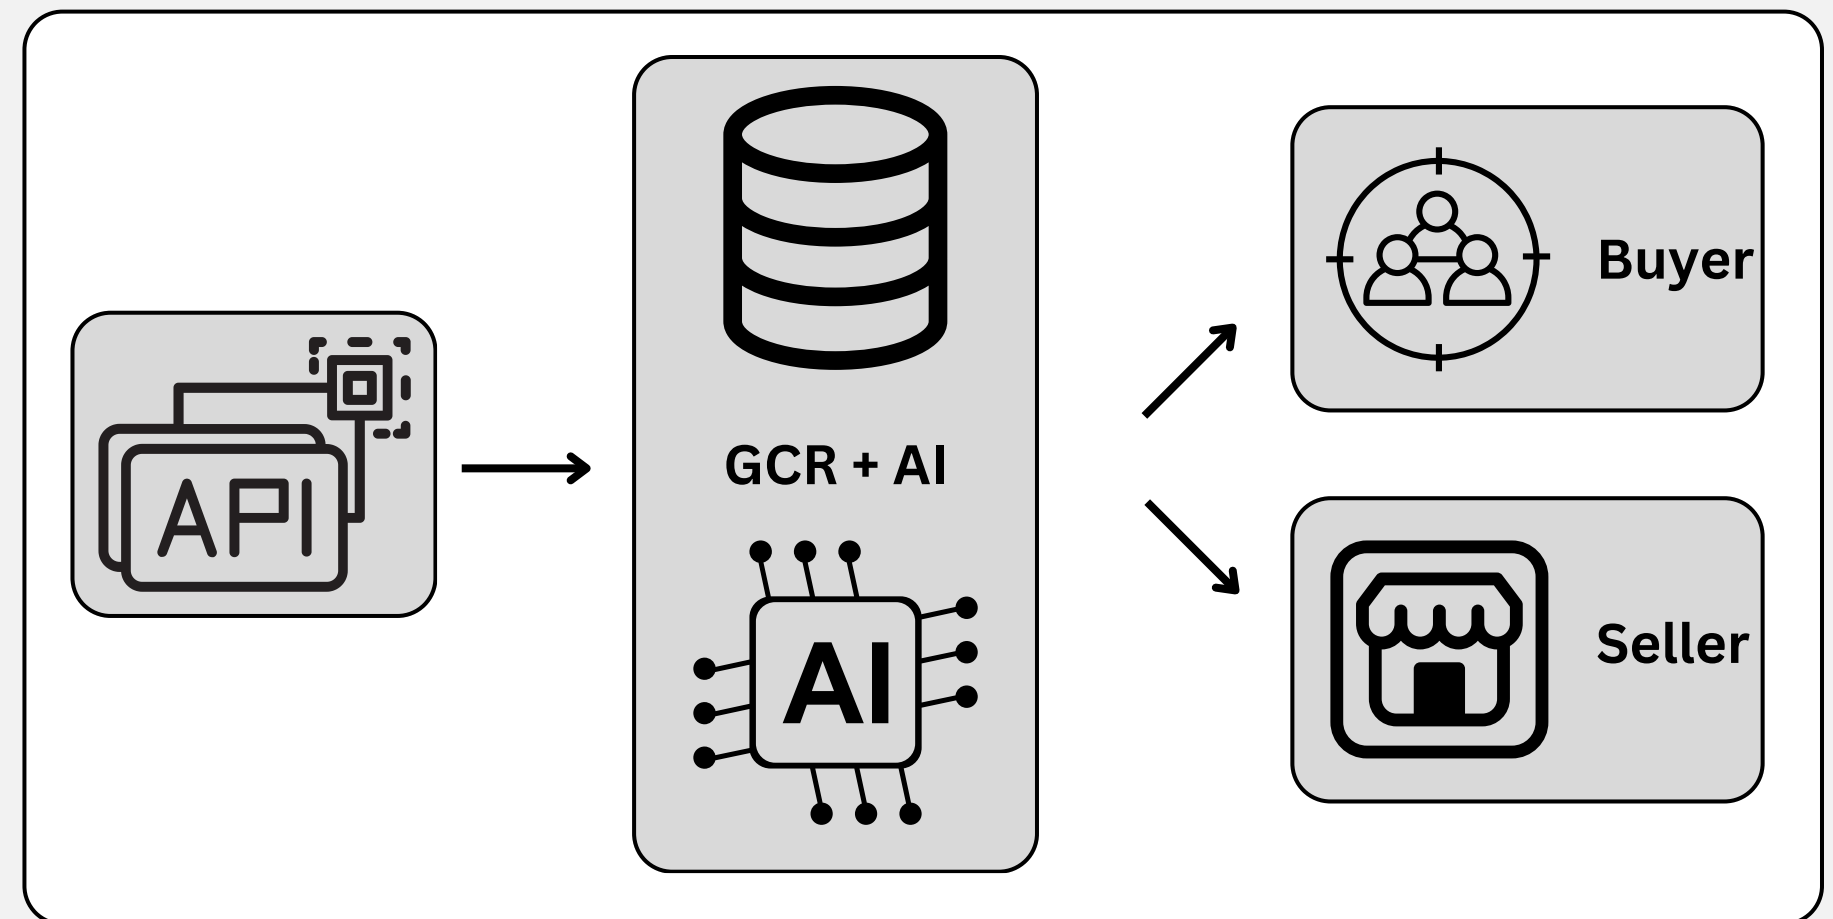 API
GCR + AI
AI
Buyer
Seller